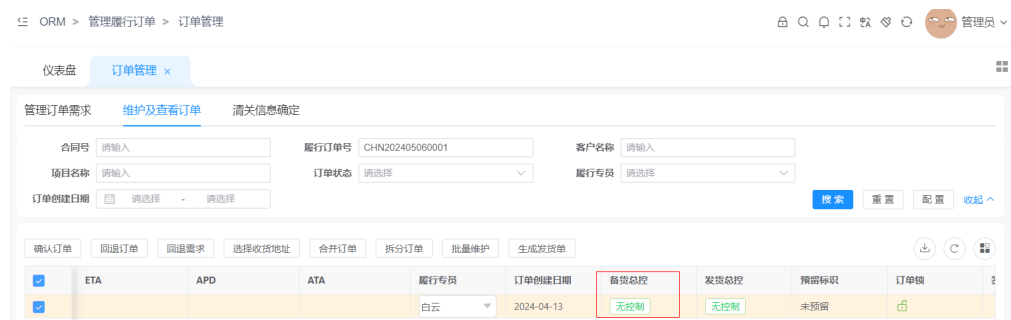 ORM > 管理履行订单 > 订单管理 管理员
仪表盘 订单管理 ×
管理订单需求 维护及查看订单 清关信息确定
合同号 请输入 履行订单号 CHN202405060001 客户名称 请输入
项目名称 请输入 订单状态 请选择 履行专员 请选择
订单创建日期 请选择 - 请选择 搜索 重置 配置 收起
确认订单 回退订单 回退需求 选择收货地址 合并订单 拆分订单 批量维护 生成发货单
ETA APD ATA 履行专员 订单创建日期 备货总控 发货总控 预留标识 订单锁
白云 2024-04-13 无控制 无控制 未预留